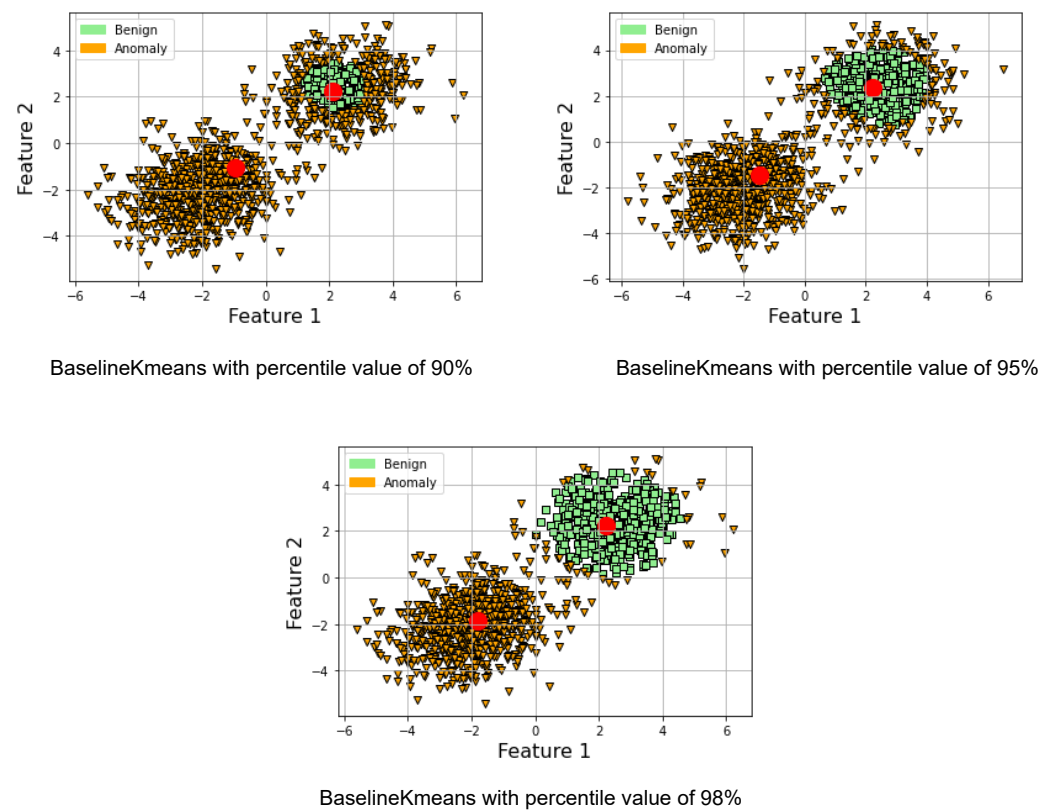 Benign
Anomaly
Feature 2
4
2
0
−2
−4
−6
−4
−2
0
2
4
6
Feature 1
BaselineKmeans with percentile value of 90%
Benign
Anomaly
Feature 2
4
2
0
−2
−4
−6
−6
−4
−2
0
2
4
6
Feature 1
BaselineKmeans with percentile value of 95%
Benign
Anomaly
Feature 2
4
2
0
−2
−4
−6
−4
−2
0
2
4
6
Feature 1
BaselineKmeans with percentile value of 98%